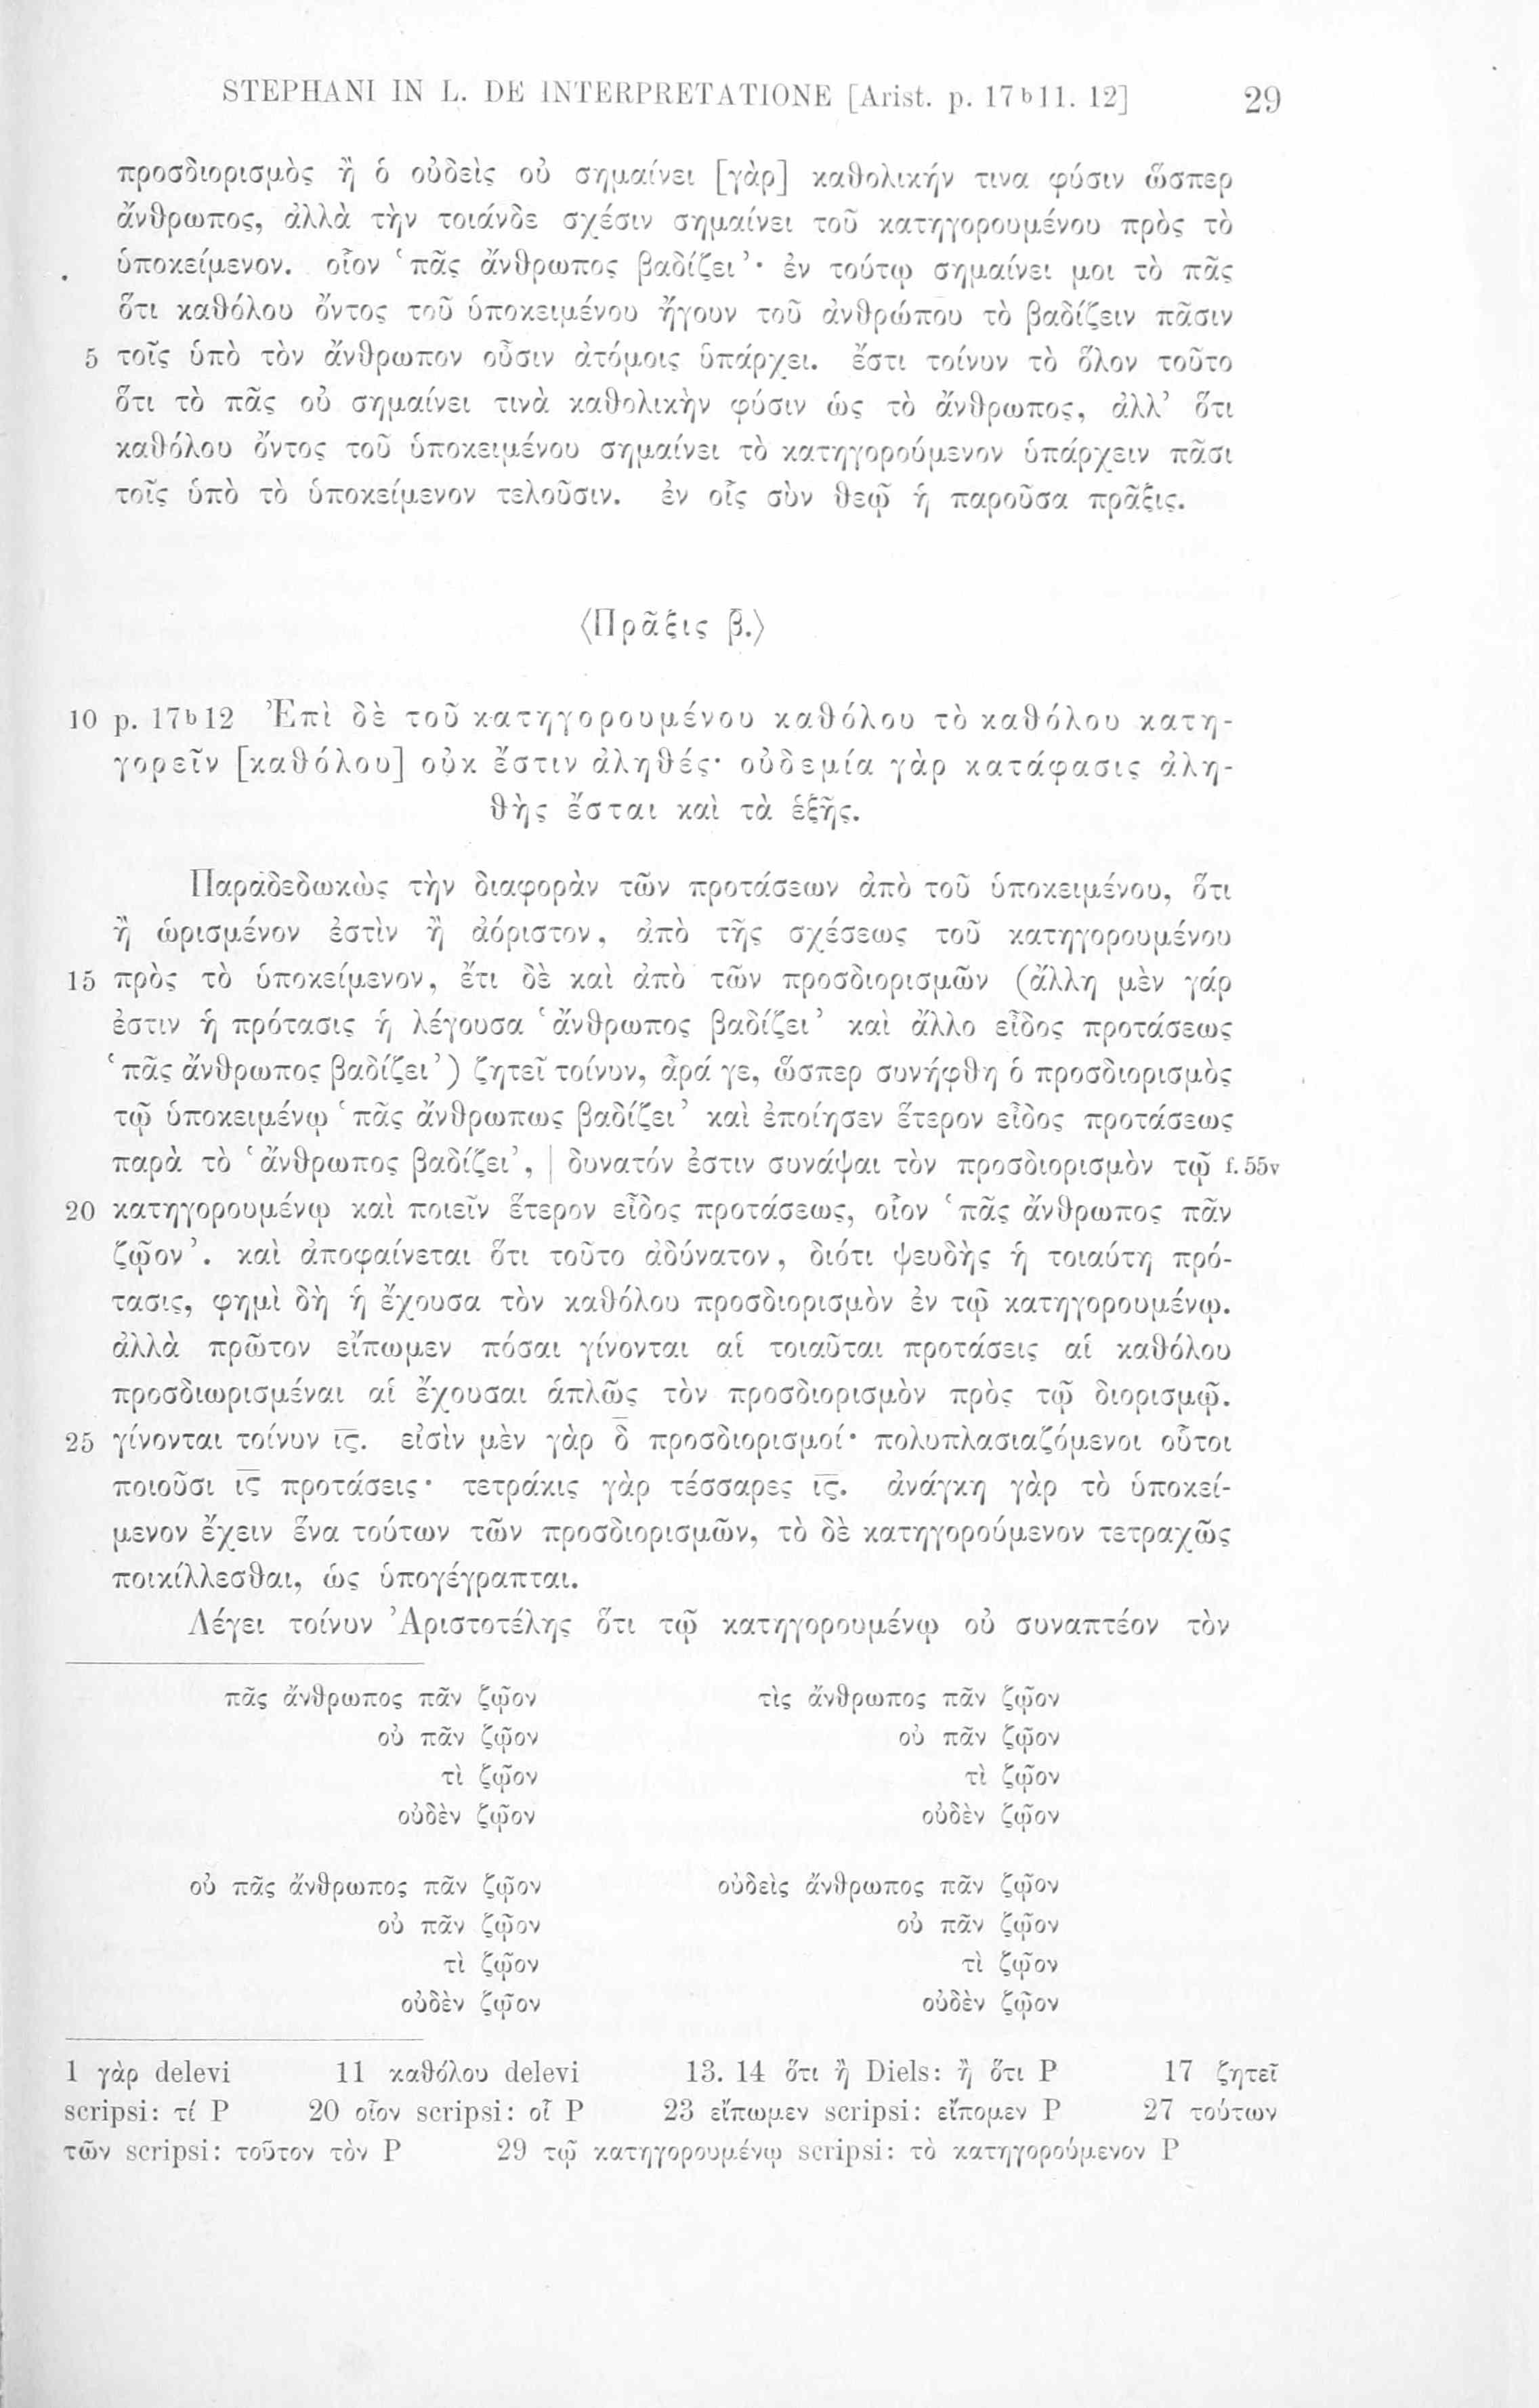 STEPHANI IN L. DE INTERPRETATIONE [Arist. p. 17b11. 12] 29
προσδιορισμὸς ἢ ὁ οὐδεὶς οὐ σημαίνει [γὰρ] καθολικήν τινα φύσιν ὥσπερ
ἄνθρωπος, ἀλλὰ τὴν τοιάνδε σχέσιν σημαίνει τοῦ κατηγορουμένου πρὸς τὸ
ὑποκείμενον. οἷον ‘πᾶς ἄνθρωπος βαδίζει’· ἐν τούτῳ σημαίνει μοι τὸ πᾶς
ὅτι καθόλου ὄντος τοῦ ὑποκειμένου ἤγουν τοῦ ἀνθρώπου τὸ βαδίζειν πᾶσιν
5 τοῖς ὑπὸ τὸν ἄνθρωπον οὖσιν ἀτόμοις ὑπάρχει. ἔστι τοίνυν τὸ ὅλον τοῦτο
ὅτι τὸ πᾶς οὐ σημαίνει τινὰ καθολικὴν φύσιν ὡς τὸ ἄνθρωπος, ἀλλ’ ὅτι
καθόλου ὄντος τοῦ ὑποκειμένου σημαίνει τὸ κατηγορούμενον ὑπάρχειν πᾶσι
τοῖς ὑπὸ τὸ ὑποκείμενον τελοῦσιν. ἐν οἷς σὺν θεῷ ἡ παροῦσα πρᾶξις.
⟨Πρᾶξις β̄.⟩
10 p. 17b12 Ἐπὶ δὲ τοῦ κατηγορουμένου καθόλου τὸ καθόλου κατη-
γορεῖν [καθόλου] οὐκ ἔστιν ἀληθές· οὐδεμία γὰρ κατάφασις ἀλη-
θὴς ἔσται καὶ τὰ ἑξῆς.
Παραδεδωκὼς τὴν διαφορὰν τῶν προτάσεων ἀπὸ τοῦ ὑποκειμένου, ὅτι
ἢ ὡρισμένον ἐστὶν ἢ ἀόριστον, ἀπὸ τῆς σχέσεως τοῦ κατηγορουμένου
15 πρὸς τὸ ὑποκείμενον, ἔτι δὲ καὶ ἀπὸ τῶν προσδιορισμῶν (ἄλλη μὲν γάρ
ἐστιν ἡ πρότασις ἡ λέγουσα ‘ἄνθρωπος βαδίζει’ καὶ ἄλλο εἶδος προτάσεως
‘πᾶς ἄνθρωπος βαδίζει’) ζητεῖ τοίνυν, ἆρά γε, ὥσπερ συνήφθη ὁ προσδιορισμὸς
τῷ ὑποκειμένῳ ‘πᾶς ἄνθρωπως βαδίζει’ καὶ ἐποίησεν ἕτερον εἶδος προτάσεως
παρὰ τὸ ‘ἄνθρωπος βαδίζει’, | δυνατόν ἐστιν συνάψαι τὸν προσδιορισμὸν τῷ f. 55v
20 κατηγορουμένῳ καὶ ποιεῖν ἕτερον εἶδος προτάσεως, οἷον ‘πᾶς ἄνθρωπος πᾶν
ζῷον’. καὶ ἀποφαίνεται ὅτι τοῦτο ἀδύνατον, διότι ψευδὴς ἡ τοιαύτη πρό-
τασις, φημὶ δὴ ἡ ἔχουσα τὸν καθόλου προσδιορισμὸν ἐν τῷ κατηγορουμένῳ.
ἀλλὰ πρῶτον εἴπωμεν πόσαι γίνονται αἱ τοιαῦται προτάσεις αἱ καθόλου
προσδιωρισμέναι αἱ ἔχουσαι ἁπλῶς τὸν προσδιορισμὸν πρὸς τῷ διορισμῷ.
25 γίνονται τοίνυν ῑς̄. εἰσὶν μὲν γὰρ δ̄ προσδιορισμοί· πολυπλασιαζόμενοι οὗτοι
ποιοῦσι ῑς̄ προτάσεις· τετράκις γὰρ τέσσαρες ῑς̄. ἀνάγκη γὰρ τὸ ὑποκεί-
μενον ἔχειν ἕνα τούτων τῶν προσδιορισμῶν, τὸ δὲ κατηγορούμενον τετραχῶς
ποικίλλεσθαι, ὡς ὑπογέγραπται.
Λέγει τοίνυν Ἀριστοτέλης ὅτι τῷ κατηγορουμένῳ οὐ συναπτέον τὸν
πᾶς ἄνθρωπος πᾶν ζῷον τὶς ἄνθρωπος πᾶν ζῷον
οὐ πᾶν ζῷον οὐ πᾶν ζῷον
τὶ ζῷον τὶ ζῷον
οὐδὲν ζῷον οὐδὲν ζῷον
οὐ πᾶς ἄνθρωπος πᾶν ζῷον οὐδεὶς ἄνθρωπος πᾶν ζῷον
οὐ πᾶν ζῷον οὐ πᾶν ζῷον
τὶ ζῷον τὶ ζῷον
οὐδὲν ζῷον οὐδὲν ζῷον
1 γὰρ delevi 11 καθόλου delevi 13. 14 ὅτι ἢ Diels: ἢ ὅτι P 17 ζητεῖ
scripsi: τί P 20 οἷον scripsi: οἷ P 23 εἴπωμεν scripsi: εἴπομεν P 27 τούτων
τῶν scripsi: τοῦτον τὸν P 29 τῷ κατηγορουμένῳ scripsi: τὸ κατηγορούμενον P